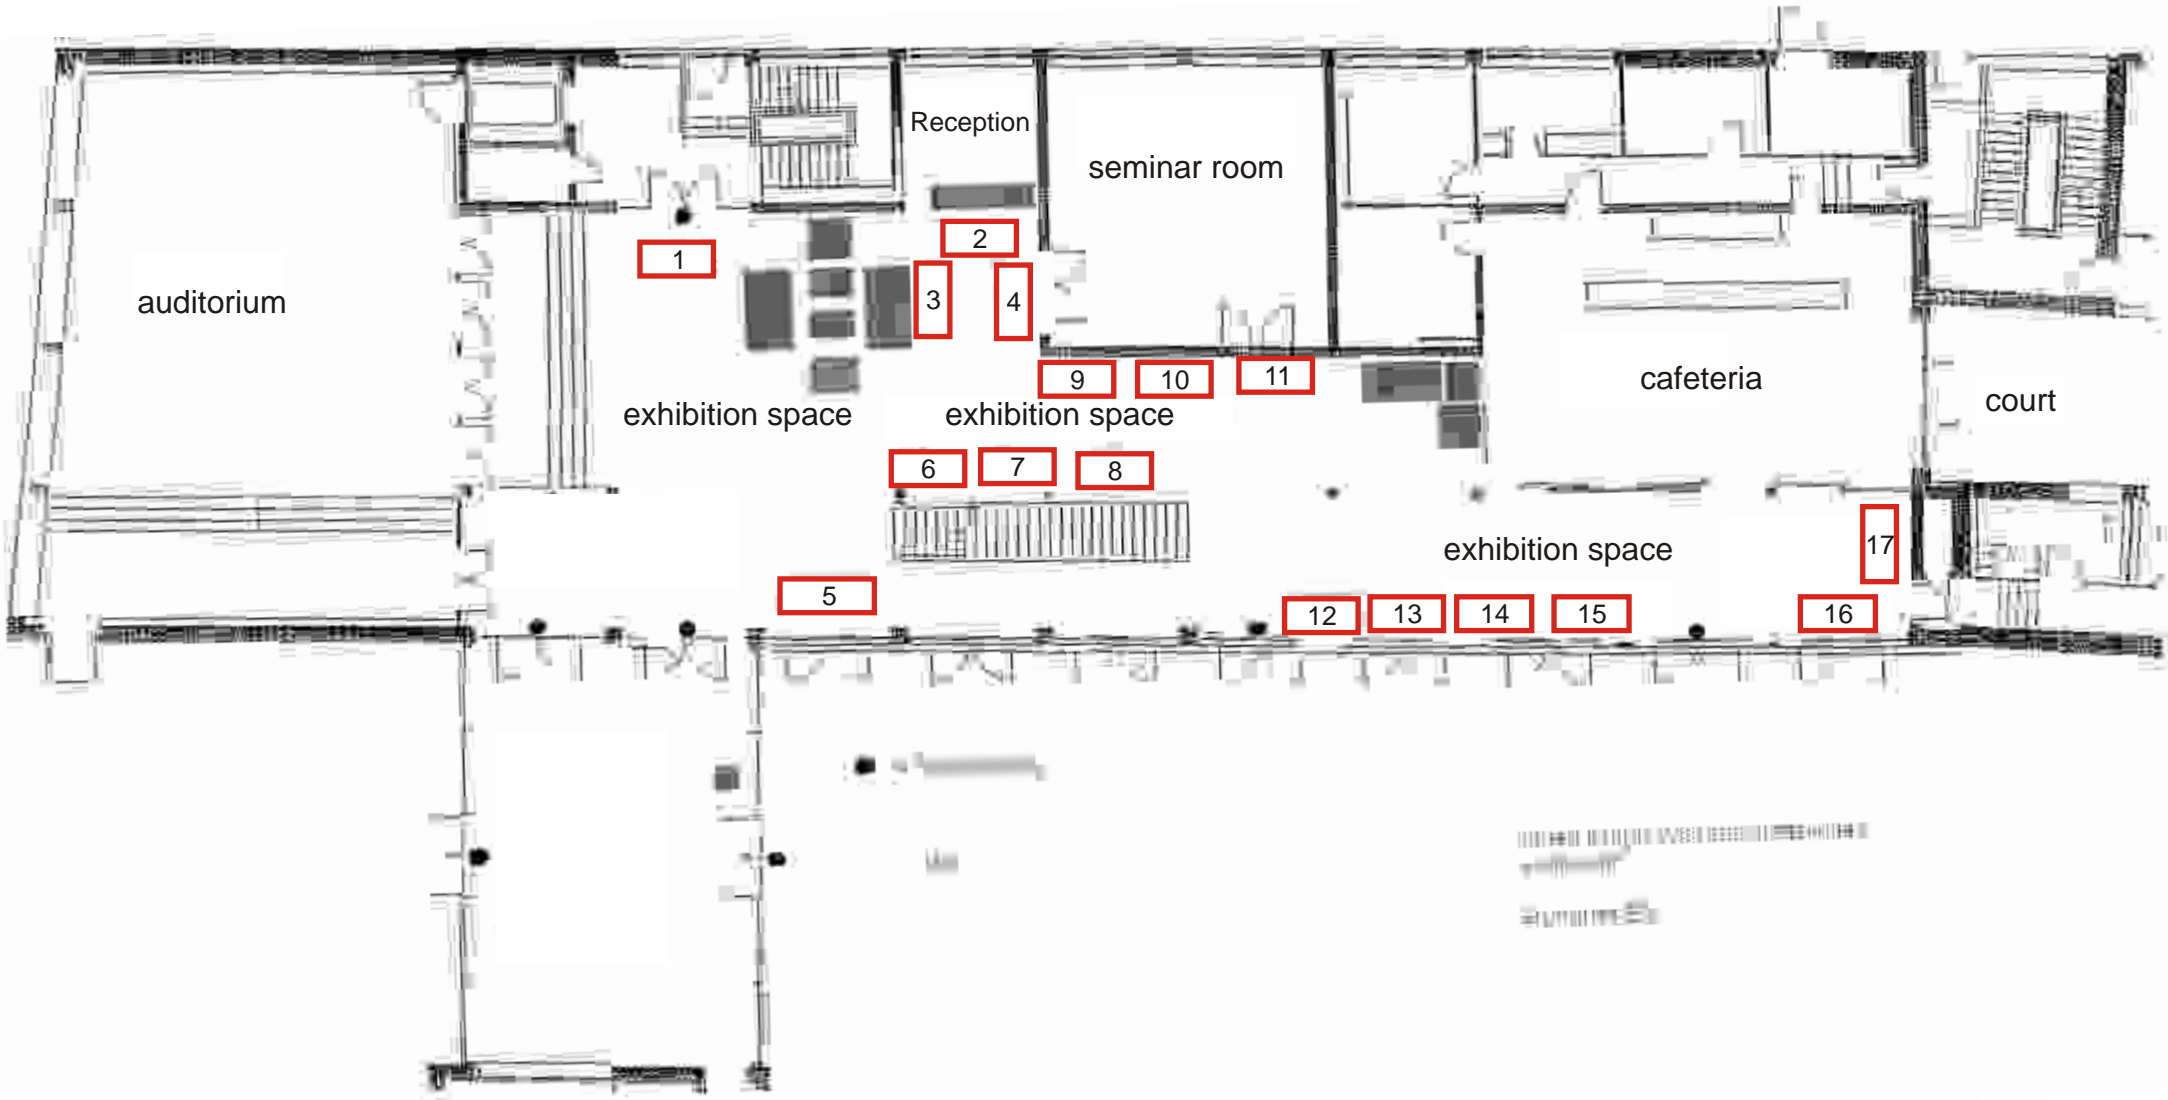 Reception
seminar room
auditorium
1
2
3
4
9
10
11
cafeteria
court
exhibition space
exhibition space
6
7
8
exhibition space
17
5
12
13
14
15
16